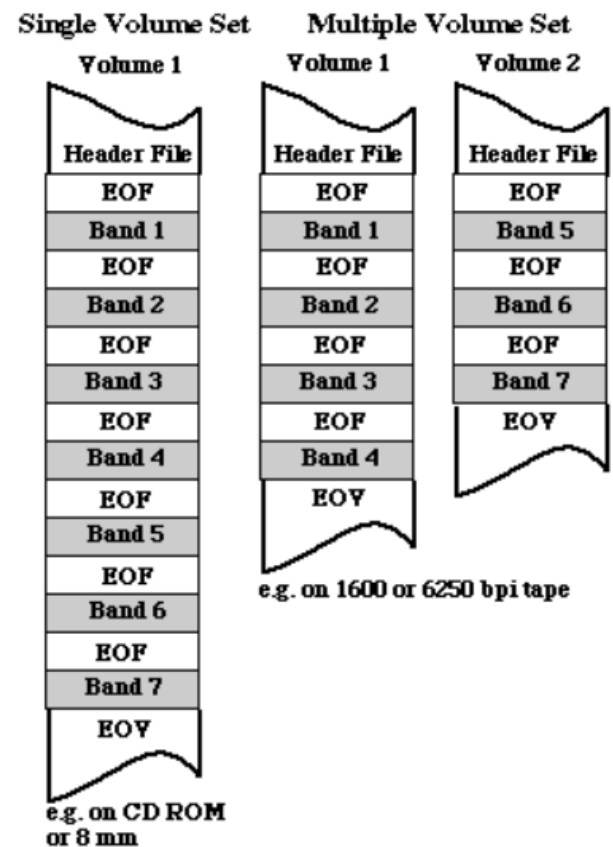 Single Volume Set
Volume 1
Header File
EOF
Band 1
EOF
Band 2
EOF
Band 3
EOF
Band 4
EOF
Band 5
EOF
Band 6
EOF
Band 7
EOV
e.g. on CD ROM
or 8 mm
Multiple Volume Set
Volume 1
Header File
EOF
Band 1
EOF
Band 2
EOF
Band 3
EOF
Band 4
EOV
Volume 2
Header File
EOF
Band 5
EOF
Band 6
EOF
Band 7
EOV
e.g. on 1600 or 6250 bpi tape